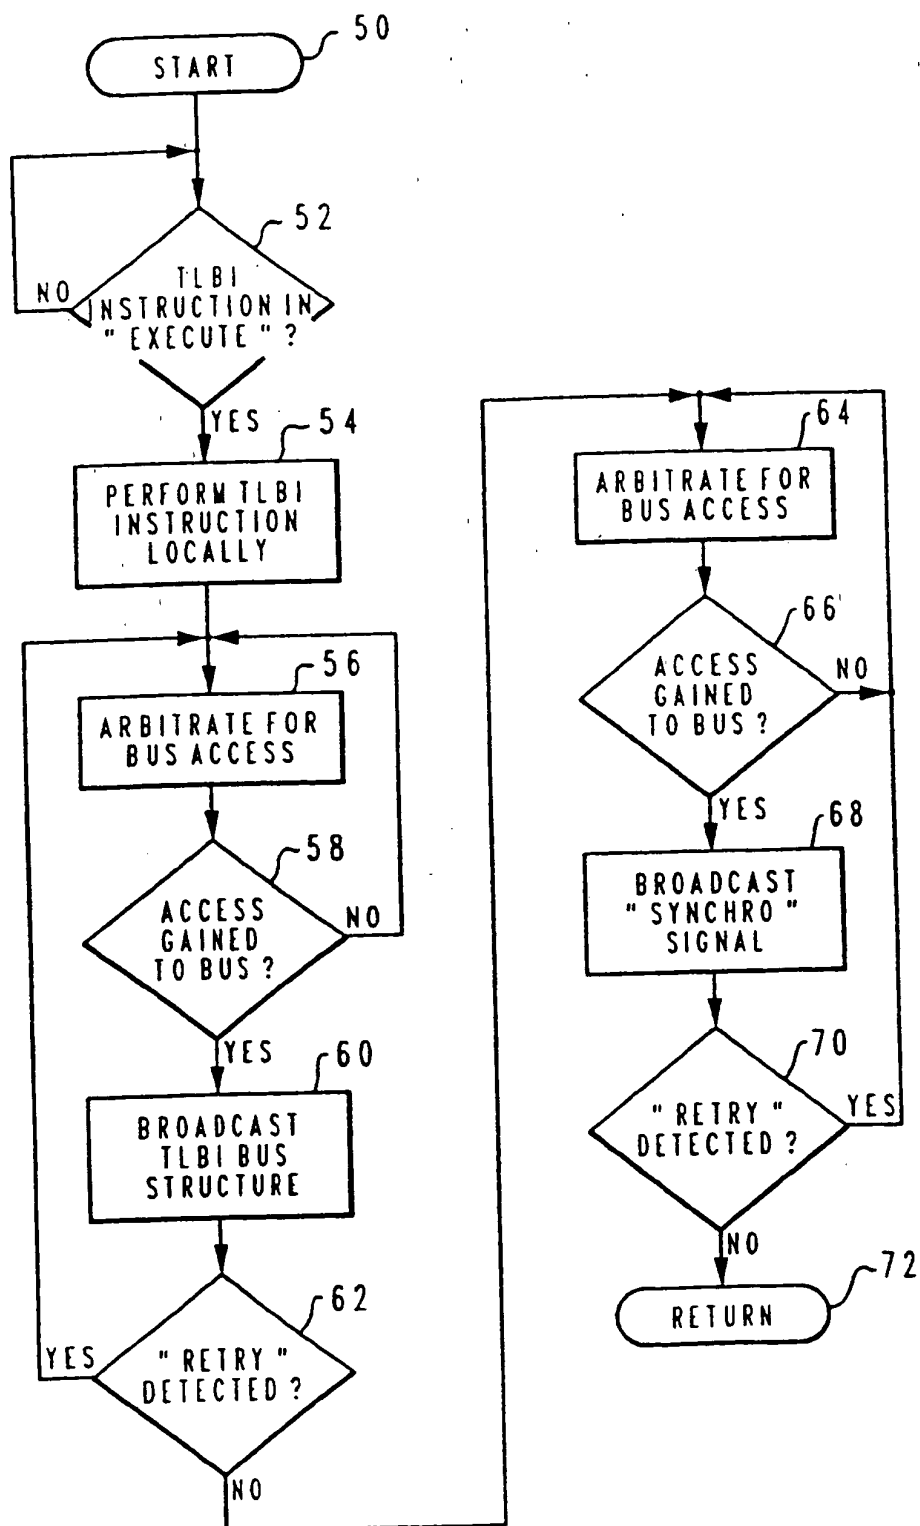 50
START
52
NO
TLBI
INSTRUCTION IN
" EXECUTE " ?
YES
54
PERFORM TLBI
INSTRUCTION
LOCALLY
56
ARBITRATE FOR
BUS ACCESS
58
ACCESS
GAINED
TO BUS ?
NO
YES
60
BROADCAST
TLBI BUS
STRUCTURE
62
YES
" RETRY "
DETECTED ?
NO
64
ARBITRATE FOR
BUS ACCESS
66
ACCESS
GAINED
TO BUS ?
NO
YES
68
BROADCAST
" SYNCHRO "
SIGNAL
70
" RETRY "
DETECTED ?
YES
NO
72
RETURN